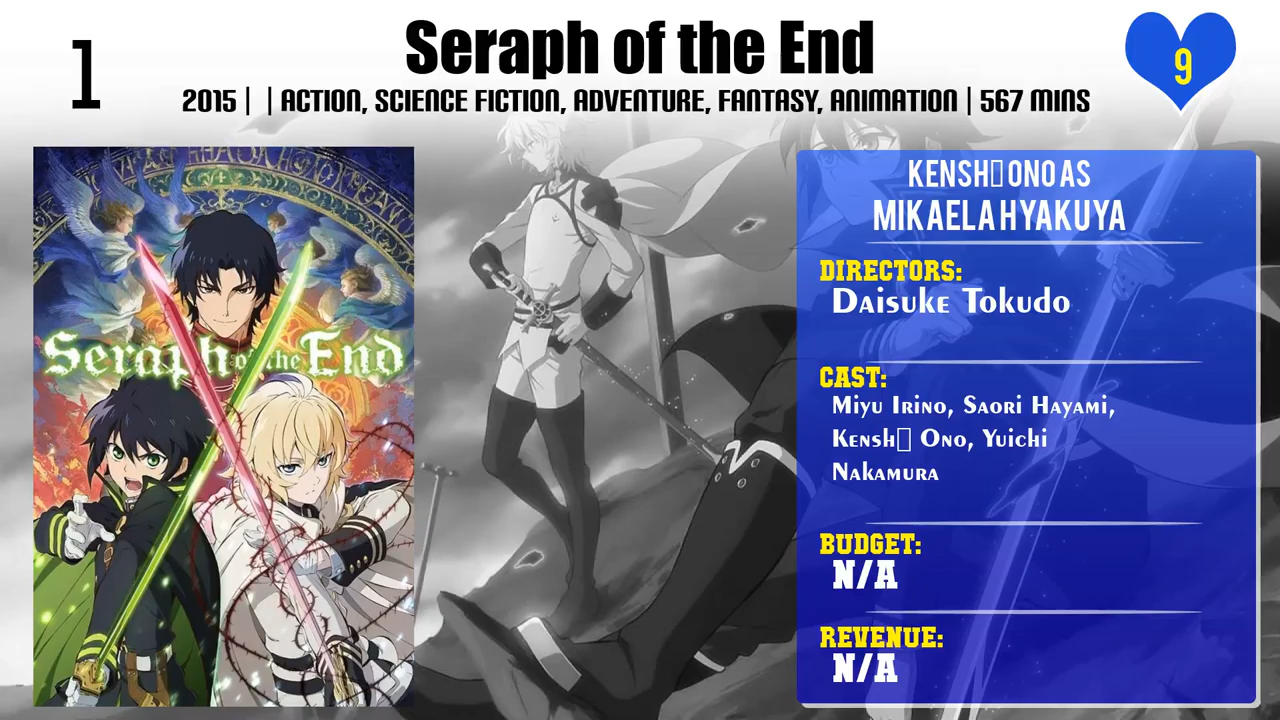 1
Seraph of the End
9
2015 | | ACTION, SCIENCE FICTION, ADVENTURE, FANTASY, ANIMATION | 567 MINS
Seraph of the End
KENSH▯ ONO AS
MIKAELA HYAKUYA
DIRECTORS:
Daisuke Tokudo
CAST:
Miyu Irino, Saori Hayami,
Kensh▯ Ono, Yuichi
Nakamura
BUDGET:
N/A
REVENUE:
N/A